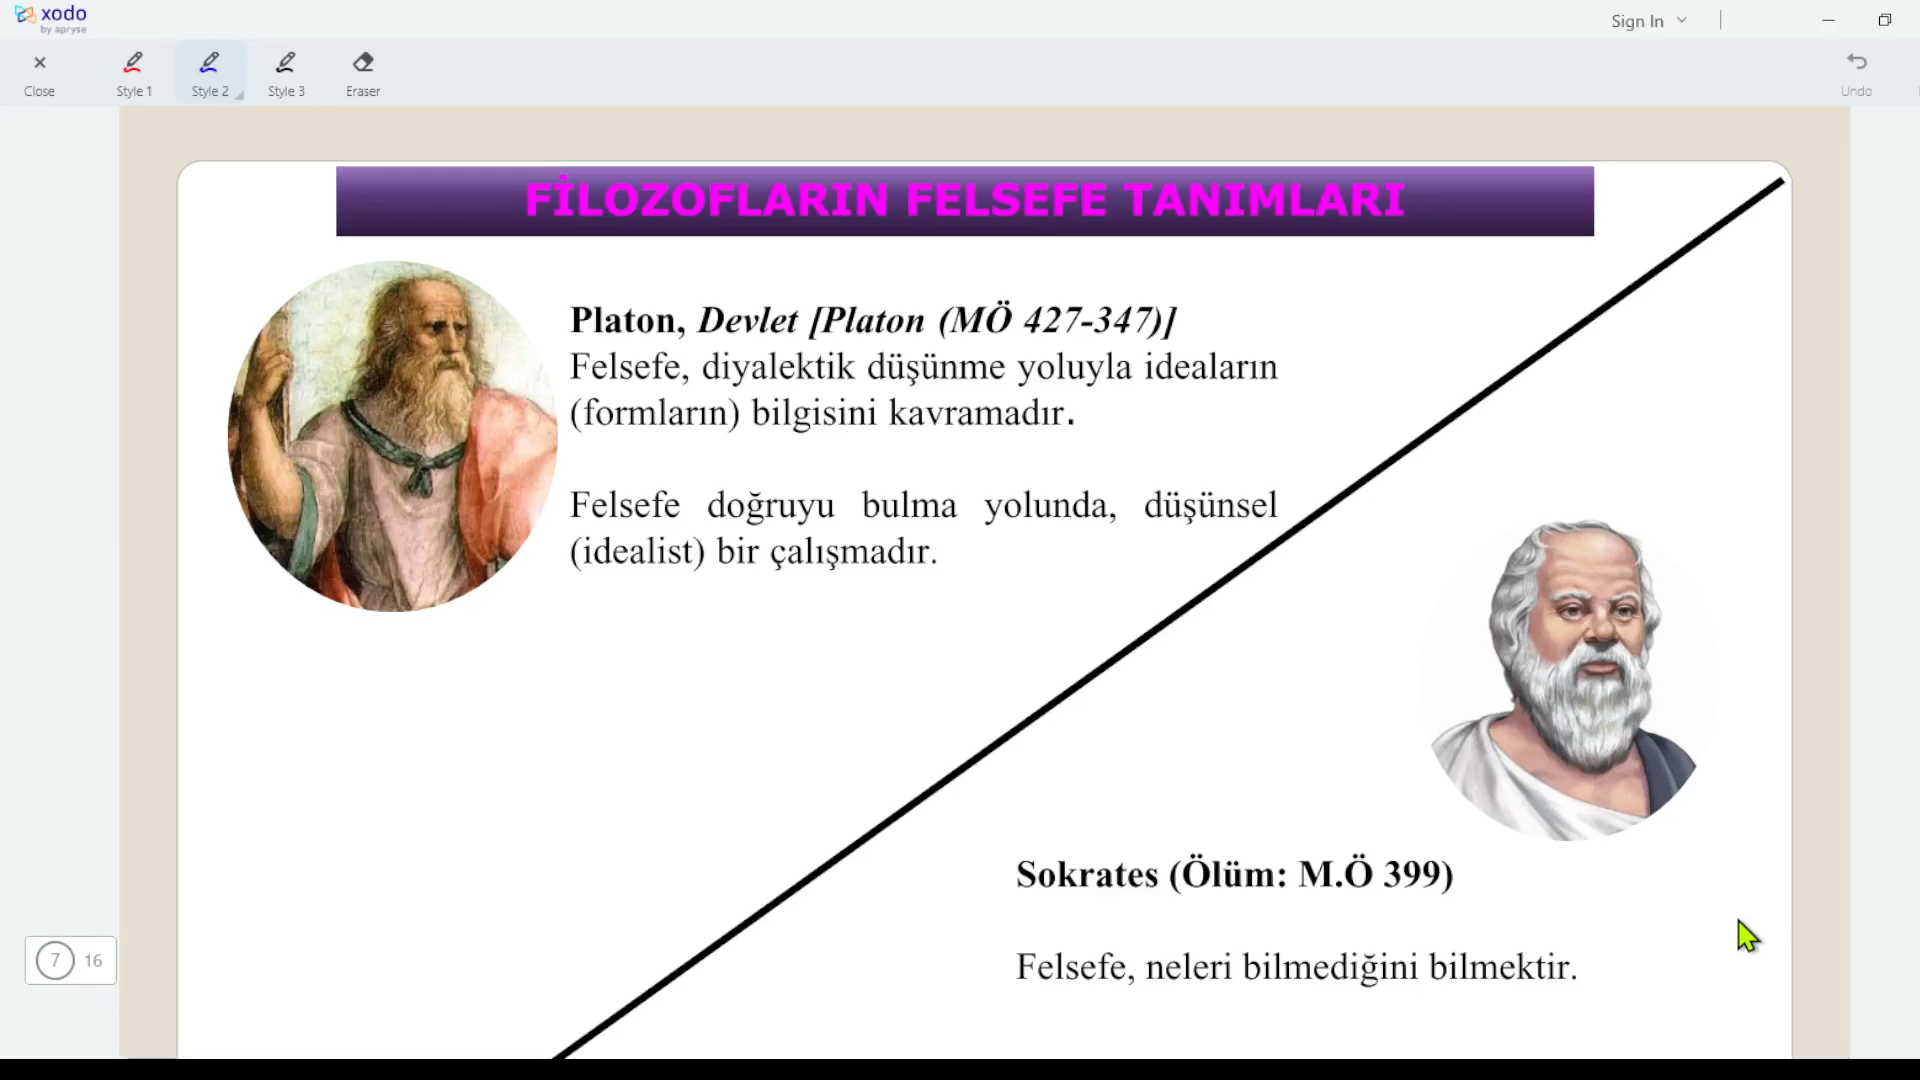 xodo
by apryse
Sign In
Close
Style 1
Style 2
Style 3
Eraser
Undo
FİLOZOFLARIN FELSEFE TANIMLARI
Platon, Devlet [Platon (MÖ 427-347)]
Felsefe, diyalektik düşünme yoluyla ideaların
(formların) bilgisini kavramadır.
Felsefe doğruyu bulma yolunda, düşünsel
(idealist) bir çalışmadır.
Sokrates (Ölüm: M.Ö 399)
Felsefe, neleri bilmediğini bilmektir.
7 16